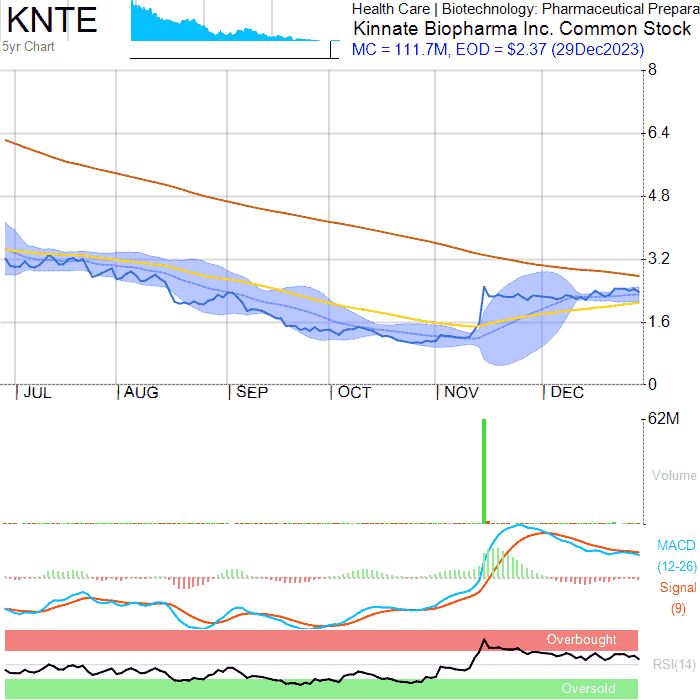 KNTE
5yr Chart
Health Care | Biotechnology: Pharmaceutical Prepara
Kinnate Biopharma Inc. Common Stock
MC = 111.7M, EOD = $2.37 (29Dec2023)
8
6.4
4.8
3.2
1.6
0
JUL AUG SEP OCT NOV DEC
62M
Volume
MACD
(12-26)
Signal
(9)
Overbought
RSI(14)
Oversold